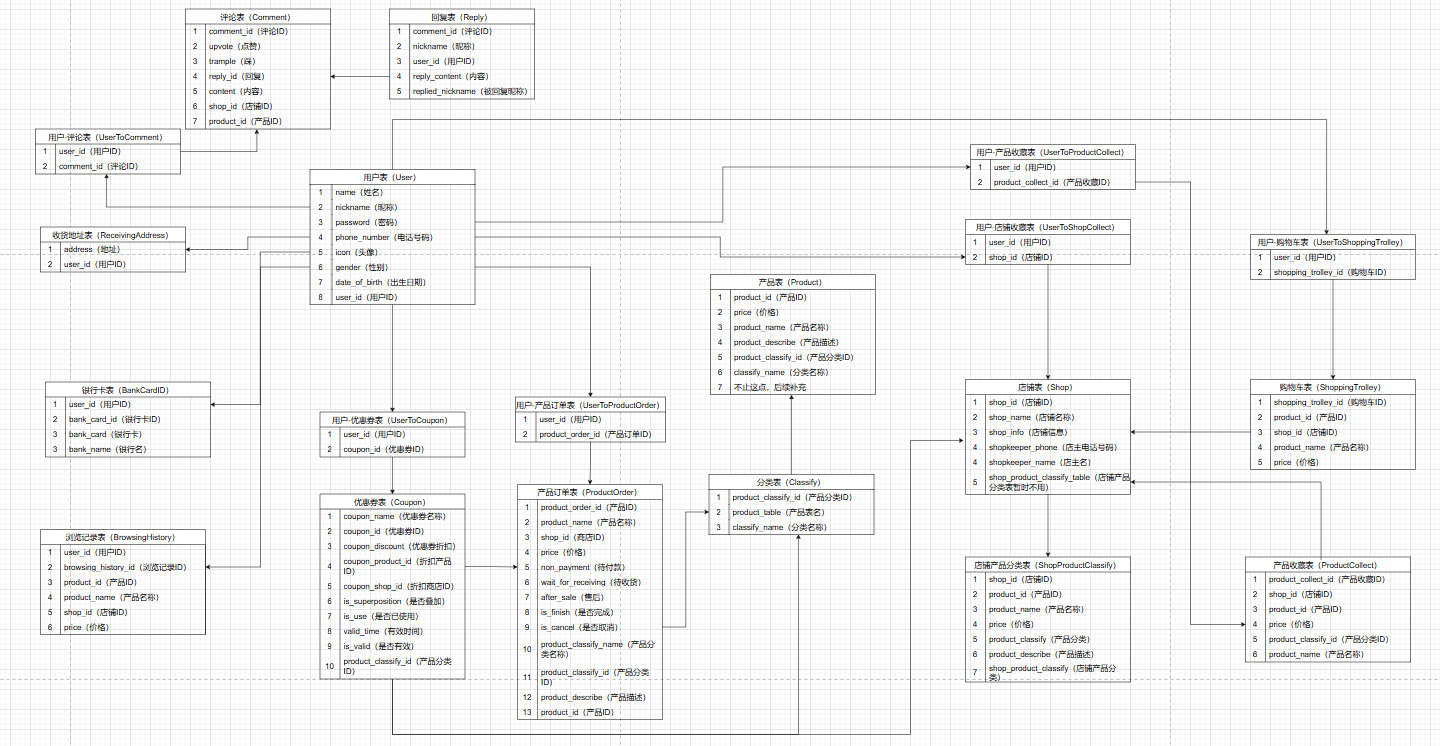 评论表（Comment）
1 comment_id（评论ID）
2 upvote（点赞）
3 trample（踩）
4 reply_id（回复）
5 content（内容）
6 shop_id（店铺ID）
7 product_id（产品ID）
回复表（Reply）
1 comment_id（评论ID）
2 nickname（昵称）
3 user_id（用户ID）
4 reply_content（内容）
5 replied_nickname（被回复昵称）
用户-评论表（UserToComment）
1 user_id（用户ID）
2 comment_id（评论ID）
用户表（User）
1 name（姓名）
2 nickname（昵称）
3 password（密码）
4 phone_number（电话号码）
5 icon（头像）
6 gender（性别）
7 date_of_birth（出生日期）
8 user_id（用户ID）
用户-产品收藏表（UserToProductCollect）
1 user_id（用户ID）
2 product_collect_id（产品收藏ID）
收货地址表（ReceivingAddress）
1 address（地址）
2 user_id（用户ID）
用户-店铺收藏表（UserToShopCollect）
1 user_id（用户ID）
2 shop_id（店铺ID）
用户-购物车表（UserToShoppingTrolley）
1 user_id（用户ID）
2 shopping_trolley_id（购物车ID）
产品表（Product）
1 product_id（产品ID）
2 price（价格）
3 product_name（产品名称）
4 product_describe（产品描述）
5 product_classify_id（产品分类ID）
6 classify_name（分类名称）
7 不止这点，后续补充
银行卡表（BankCardID）
1 user_id（用户ID）
2 bank_card_id（银行卡ID）
3 bank_card（银行卡）
3 bank_name（银行名）
用户-优惠券表（UserToCoupon）
1 user_id（用户ID）
2 coupon_id（优惠券ID）
用户-产品订单表（UserToProductOrder）
1 user_id（用户ID）
2 product_order_id（产品订单ID）
店铺表（Shop）
1 shop_id（店铺ID）
2 shop_name（店铺名称）
3 shop_info（店铺信息）
4 shopkeeper_phone（店主电话号码）
4 shopkeeper_name（店主名）
5 shop_product_classify_table（店铺产品
分类表暂时不用）
购物车表（ShoppingTrolley）
1 shopping_trolley_id（购物车ID）
2 product_id（产品ID）
3 shop_id（店铺ID）
4 product_name（产品名称）
5 price（价格）
优惠券表（Coupon）
1 coupon_name（优惠券名称）
2 coupon_id（优惠券ID）
3 coupon_discount（优惠券折扣）
4 coupon_product_id（折扣产品
ID）
5 coupon_shop_id（折扣商店ID）
6 is_superposition（是否叠加）
7 is_use（是否已使用）
8 valid_time（有效时间）
9 is_valid（是否有效）
10 product_classify_id（产品分类
ID）
产品订单表（ProductOrder）
1 product_order_id（产品ID）
2 product_name（产品名称）
3 shop_id（商店ID）
4 price（价格）
5 non_payment（待付款）
6 wait_for_receiving（待收货）
7 after_sale（售后）
8 is_finish（是否完成）
9 is_cancel（是否取消）
10 product_classify_name（产品分
类名称）
11 product_classify_id（产品分类
ID）
12 product_describe（产品描述）
13 product_id（产品ID）
分类表（Classify）
1 product_classify_id（产品分类ID）
2 product_table（产品表名）
3 classify_name（分类名称）
浏览记录表（BrowsingHistory）
1 user_id（用户ID）
2 browsing_history_id（浏览记录ID）
3 product_id（产品ID）
4 product_name（产品名称）
5 shop_id（店铺ID）
6 price（价格）
店铺产品分类表（ShopProductClassify）
1 shop_id（店铺ID）
2 product_id（产品ID）
3 product_name（产品名称）
4 price（价格）
5 product_classify（产品分类）
6 product_describe（产品描述）
7 shop_product_classify（店铺产品分
类）
产品收藏表（ProductCollect）
1 product_collect_id（产品收藏ID）
2 shop_id（店铺ID）
3 product_id（产品ID）
4 price（价格）
5 product_classify_id（产品分类ID）
6 product_name（产品名称）